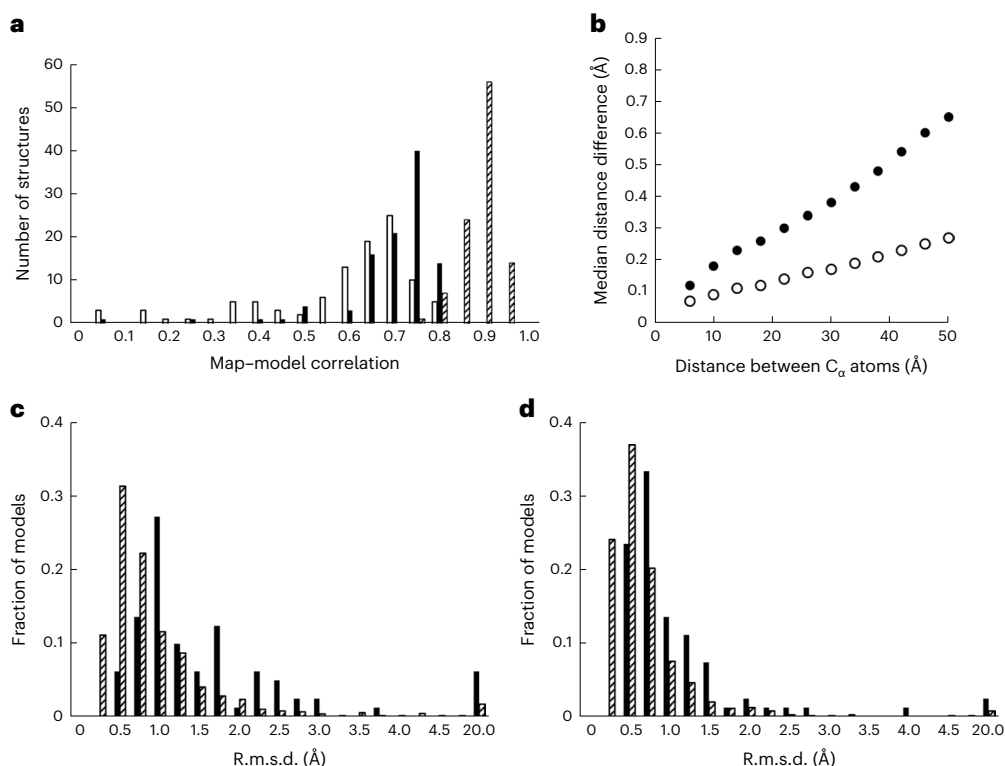 a
60
50
40
30
20
10
0
Number of structures
0 0.1 0.2 0.3 0.4 0.5 0.6 0.7 0.8 0.9 1.0
Map–model correlation
b
0.9
0.8
0.7
0.6
0.5
0.4
0.3
0.2
0.1
0
Median distance difference (Å)
0 10 20 30 40 50
Distance between Cα atoms (Å)
c
0.4
0.3
0.2
0.1
0
Fraction of models
0 0.5 1.0 1.5 2.0 2.5 3.0 3.5 4.0 4.5 20.0
R.m.s.d. (Å)
d
0.4
0.3
0.2
0.1
0
Fraction of models
0 0.5 1.0 1.5 2.0 2.5 3.0 3.5 4.0 4.5 20.0
R.m.s.d. (Å)